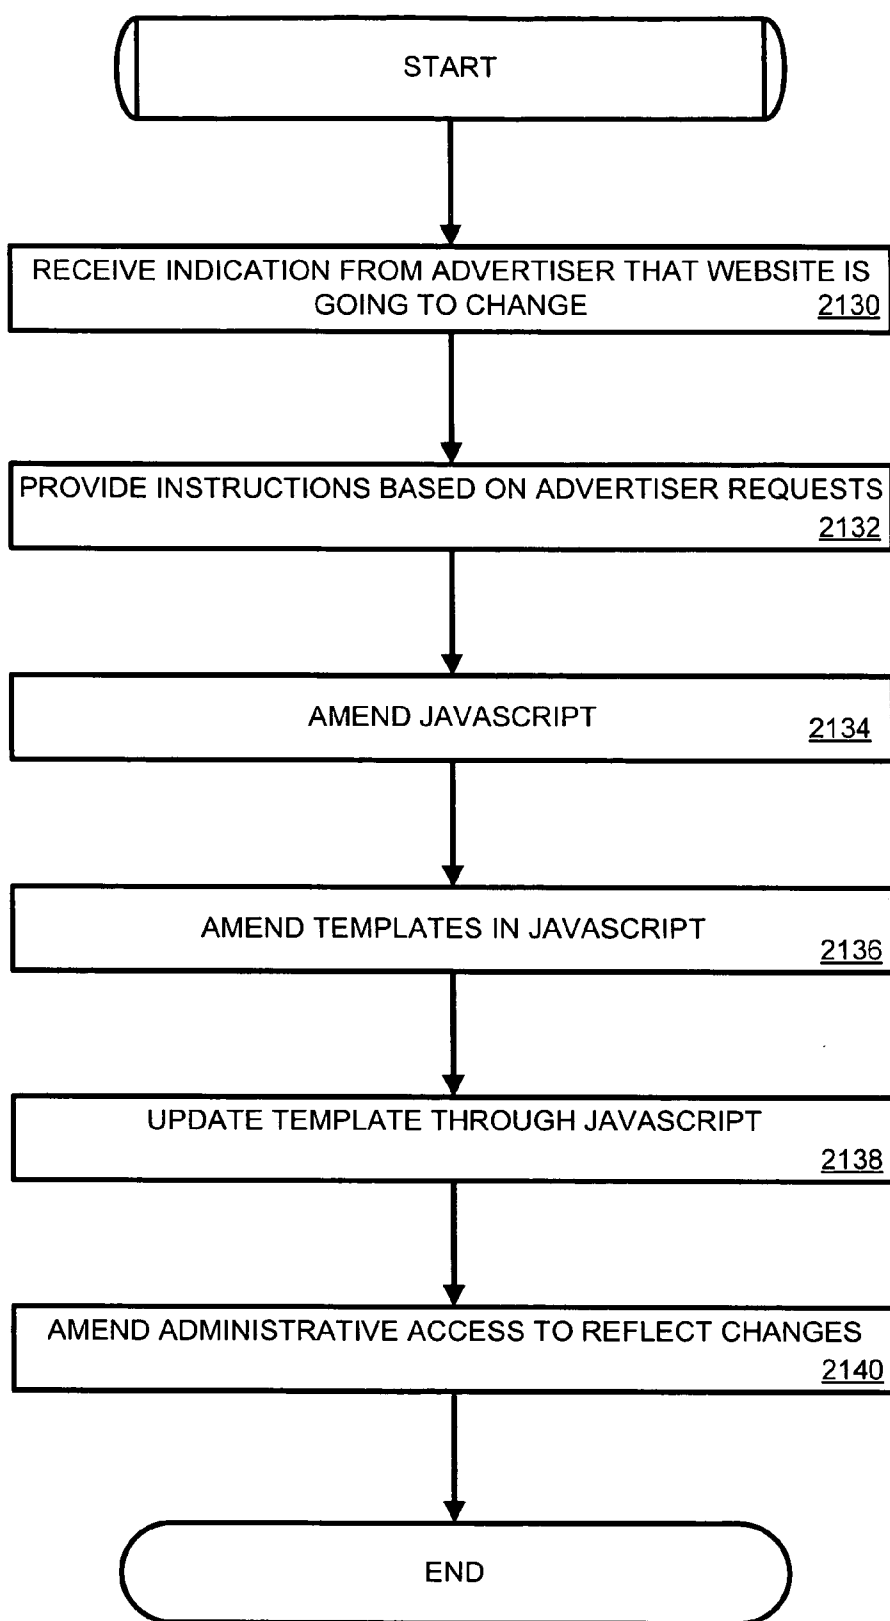 START
RECEIVE INDICATION FROM ADVERTISER THAT WEBSITE IS
GOING TO CHANGE 2130
PROVIDE INSTRUCTIONS BASED ON ADVERTISER REQUESTS
2132
AMEND JAVASCRIPT 2134
AMEND TEMPLATES IN JAVASCRIPT
2136
UPDATE TEMPLATE THROUGH JAVASCRIPT
2138
AMEND ADMINISTRATIVE ACCESS TO REFLECT CHANGES
2140
END